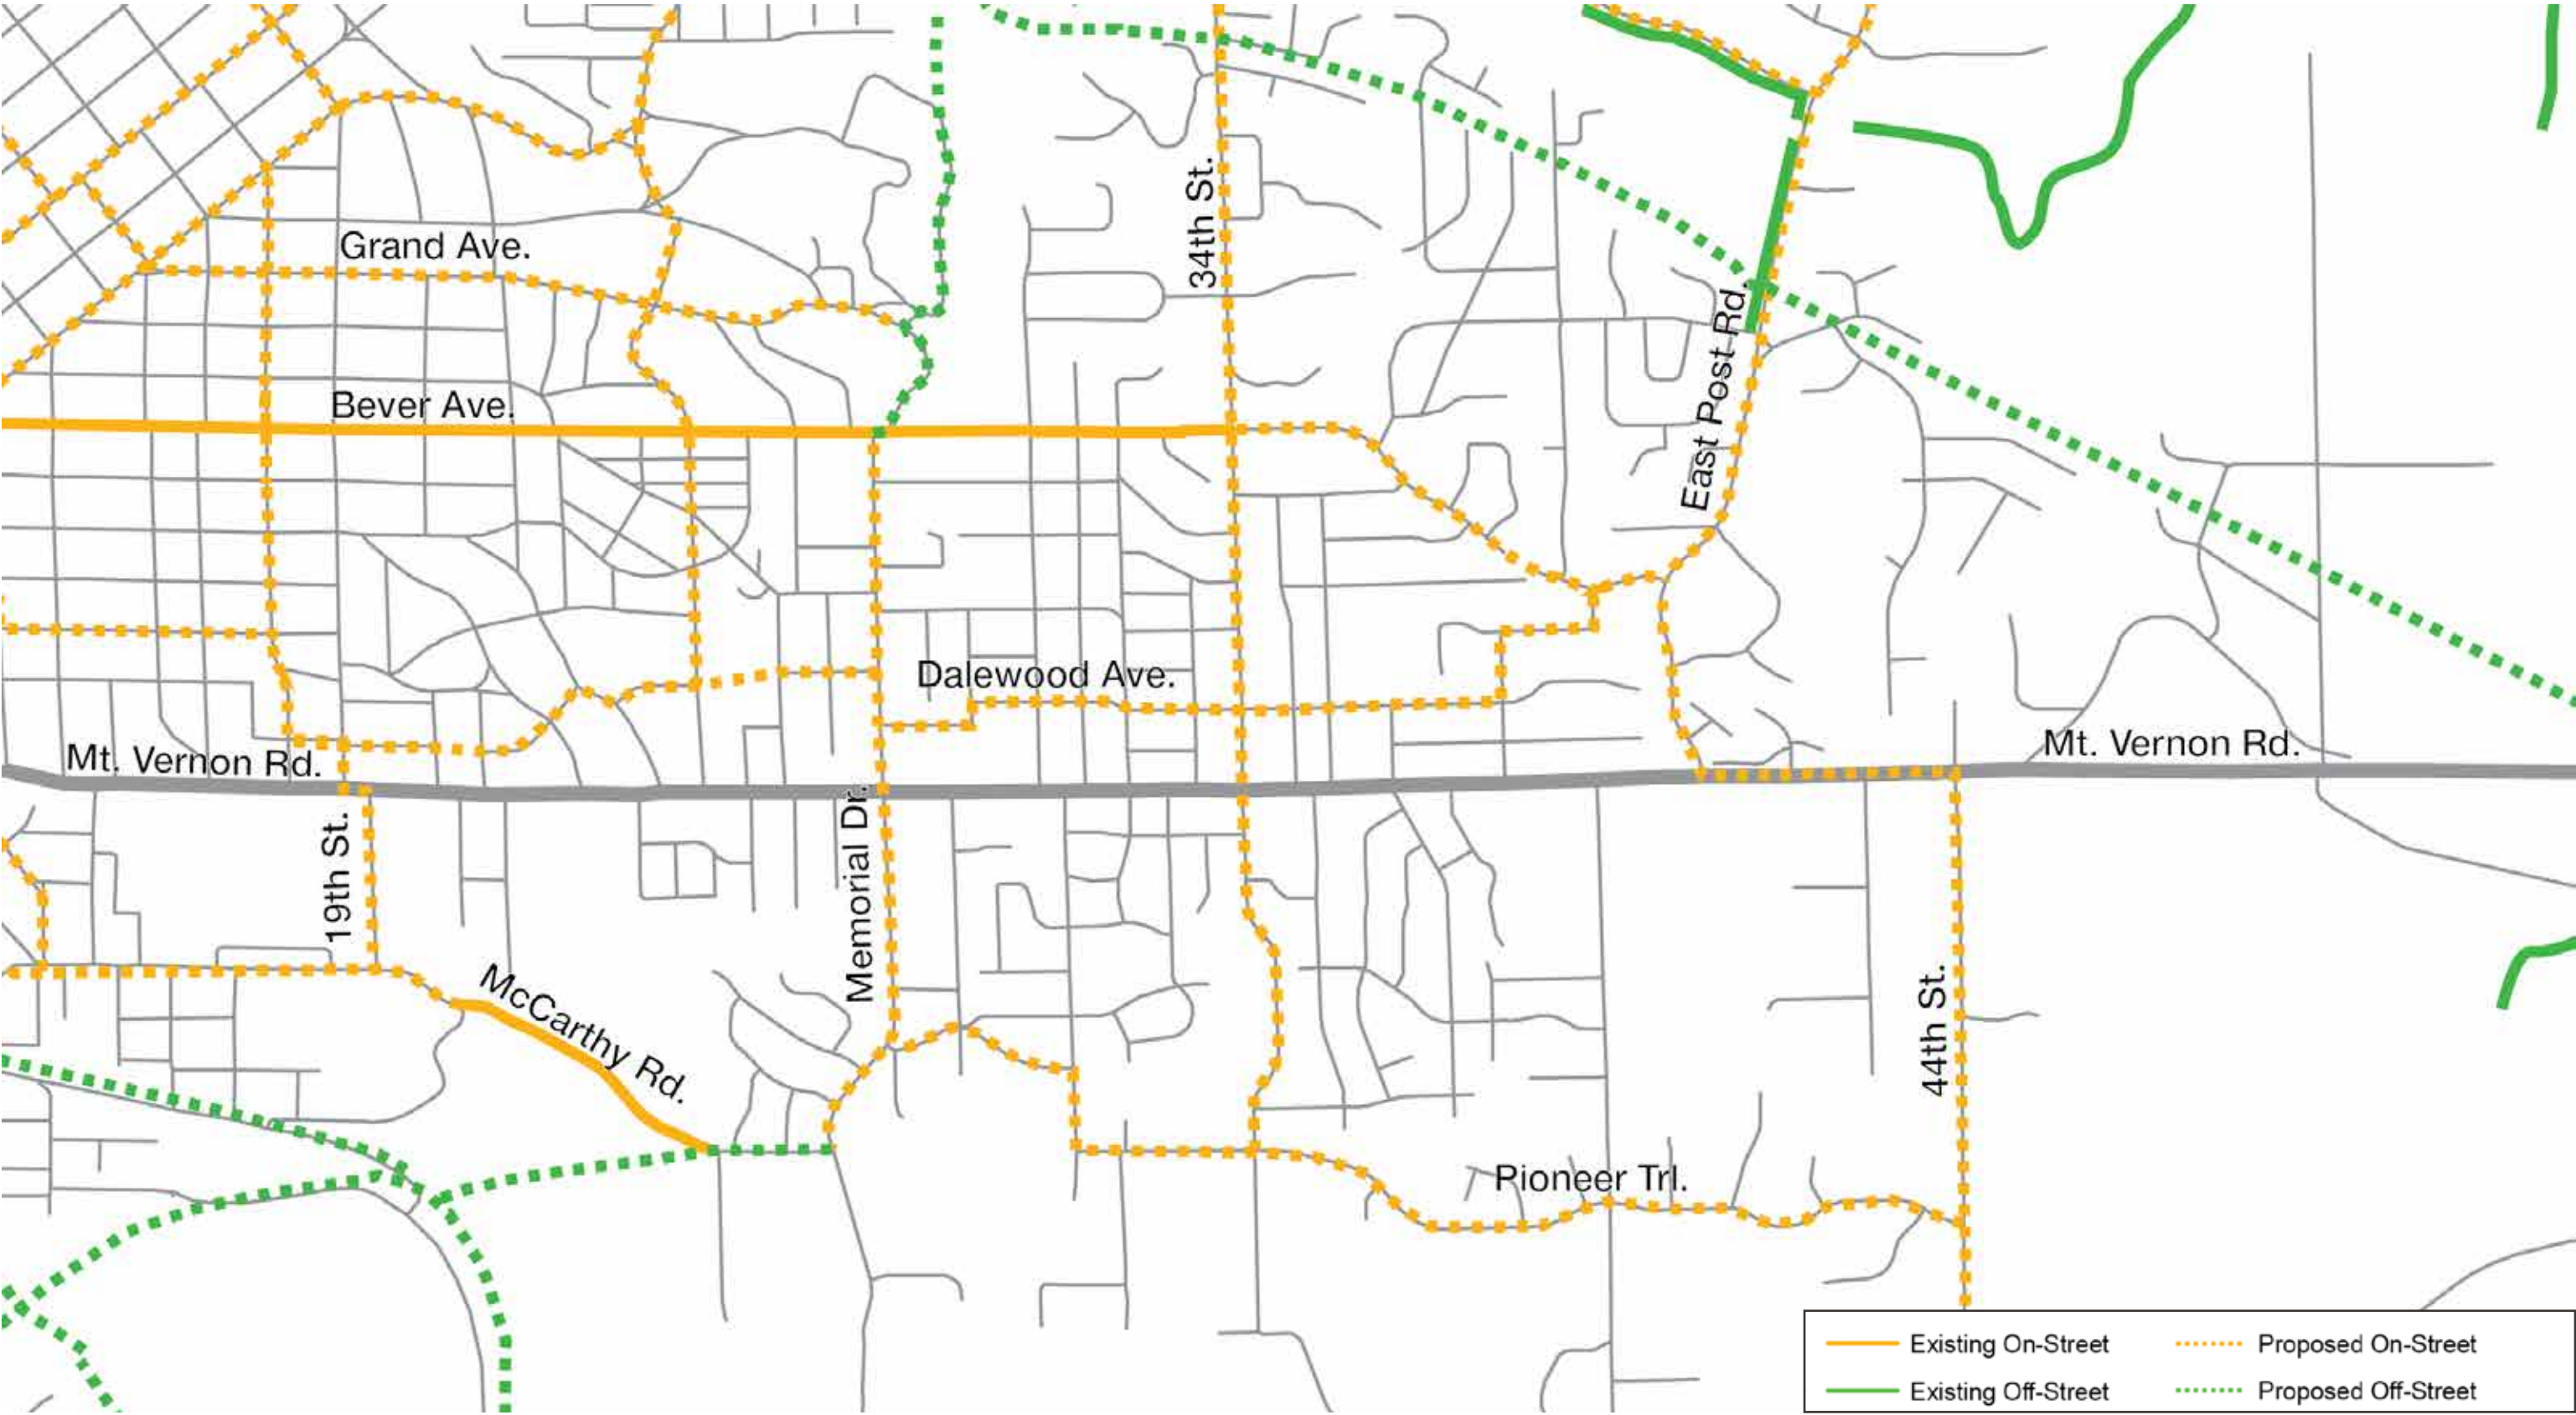 34th St.
Grand Ave.
East Post Rd.
Bever Ave.
Dalewood Ave.
Mt. Vernon Rd.
Mt. Vernon Rd.
19th St.
Memorial Dr.
McCarthy Rd.
44th St.
Pioneer Trl.
Existing On-Street
Proposed On-Street
Existing Off-Street
Proposed Off-Street